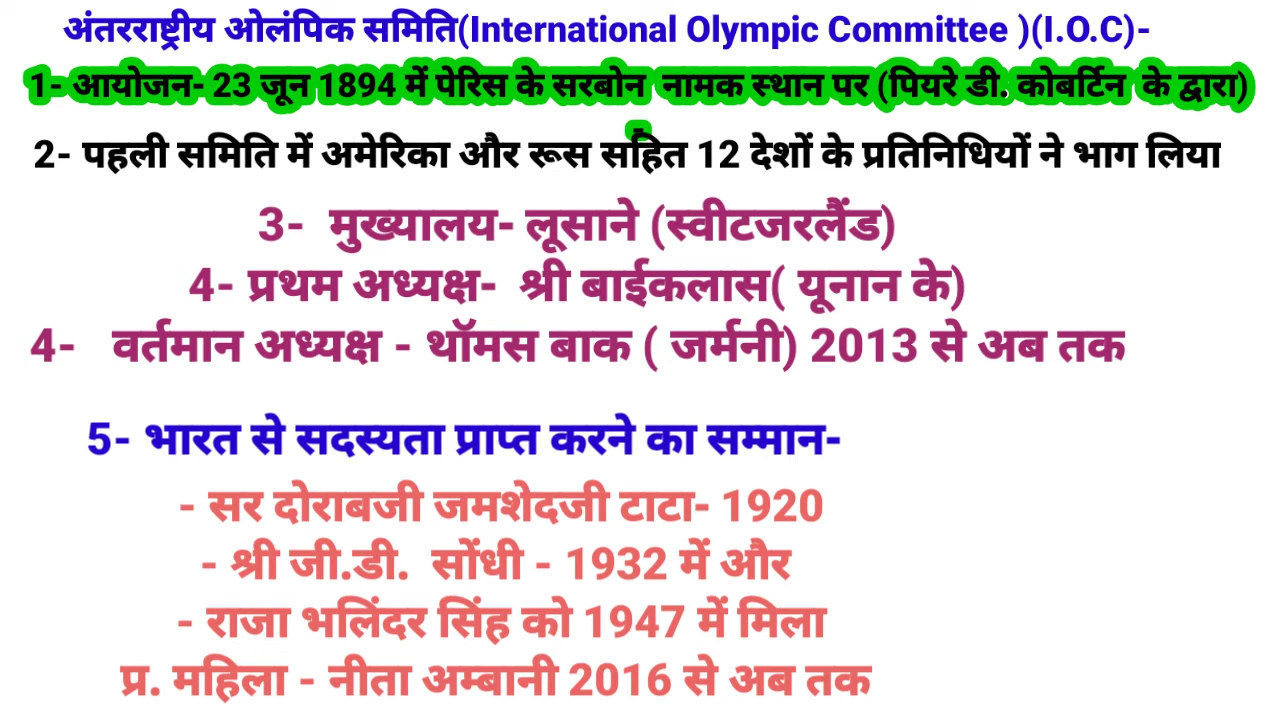 अंतरराष्ट्रीय ओलंपिक समिति(International Olympic Committee )(I.O.C)-
1- आयोजन- 23 जून 1894 में पेरिस के सरबोन नामक स्थान पर (पियरे डी. कोबर्टिन के द्वारा)
-
2- पहली समिति में अमेरिका और रूस सहित 12 देशों के प्रतिनिधियों ने भाग लिया
3- मुख्यालय- लूसाने (स्वीटजरलैंड)
4- प्रथम अध्यक्ष- श्री बाईकलास( यूनान के)
4- वर्तमान अध्यक्ष - थॉमस बाक ( जर्मनी) 2013 से अब तक
5- भारत से सदस्यता प्राप्त करने का सम्मान-
- सर दोराबजी जमशेदजी टाटा- 1920
- श्री जी.डी. सोंधी - 1932 में और
- राजा भलिंदर सिंह को 1947 में मिला
प्र. महिला - नीता अम्बानी 2016 से अब तक